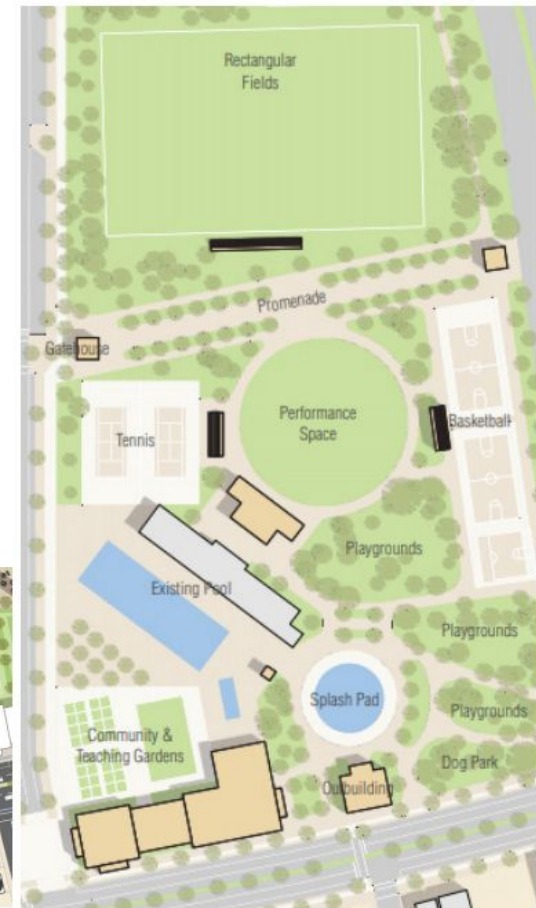 Rectangular
Fields
Promenade
Gatehouse
Performance
Space
Tennis
Basketball
Playgrounds
Existing Pool
Playgrounds
Splash Pad
Playgrounds
Community &
Teaching Gardens
Dog Park
Outbuilding